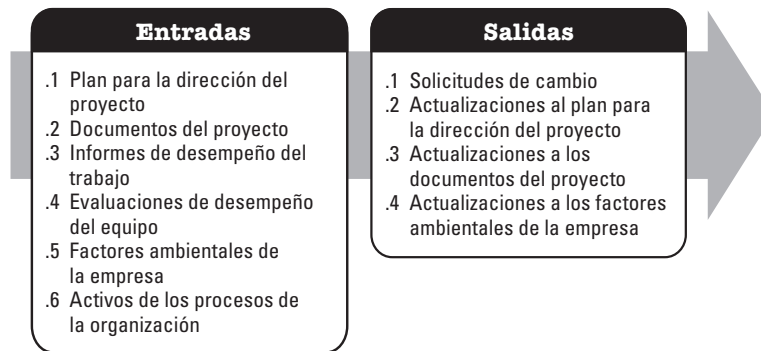 Entradas
.1 Plan para la dirección del
proyecto
.2 Documentos del proyecto
.3 Informes de desempeño del
trabajo
.4 Evaluaciones de desempeño
del equipo
.5 Factores ambientales de
la empresa
.6 Activos de los procesos de
la organización
Salidas
.1 Solicitudes de cambio
.2 Actualizaciones al plan para
la dirección del proyecto
.3 Actualizaciones a los
documentos del proyecto
.4 Actualizaciones a los factores
ambientales de la empresa